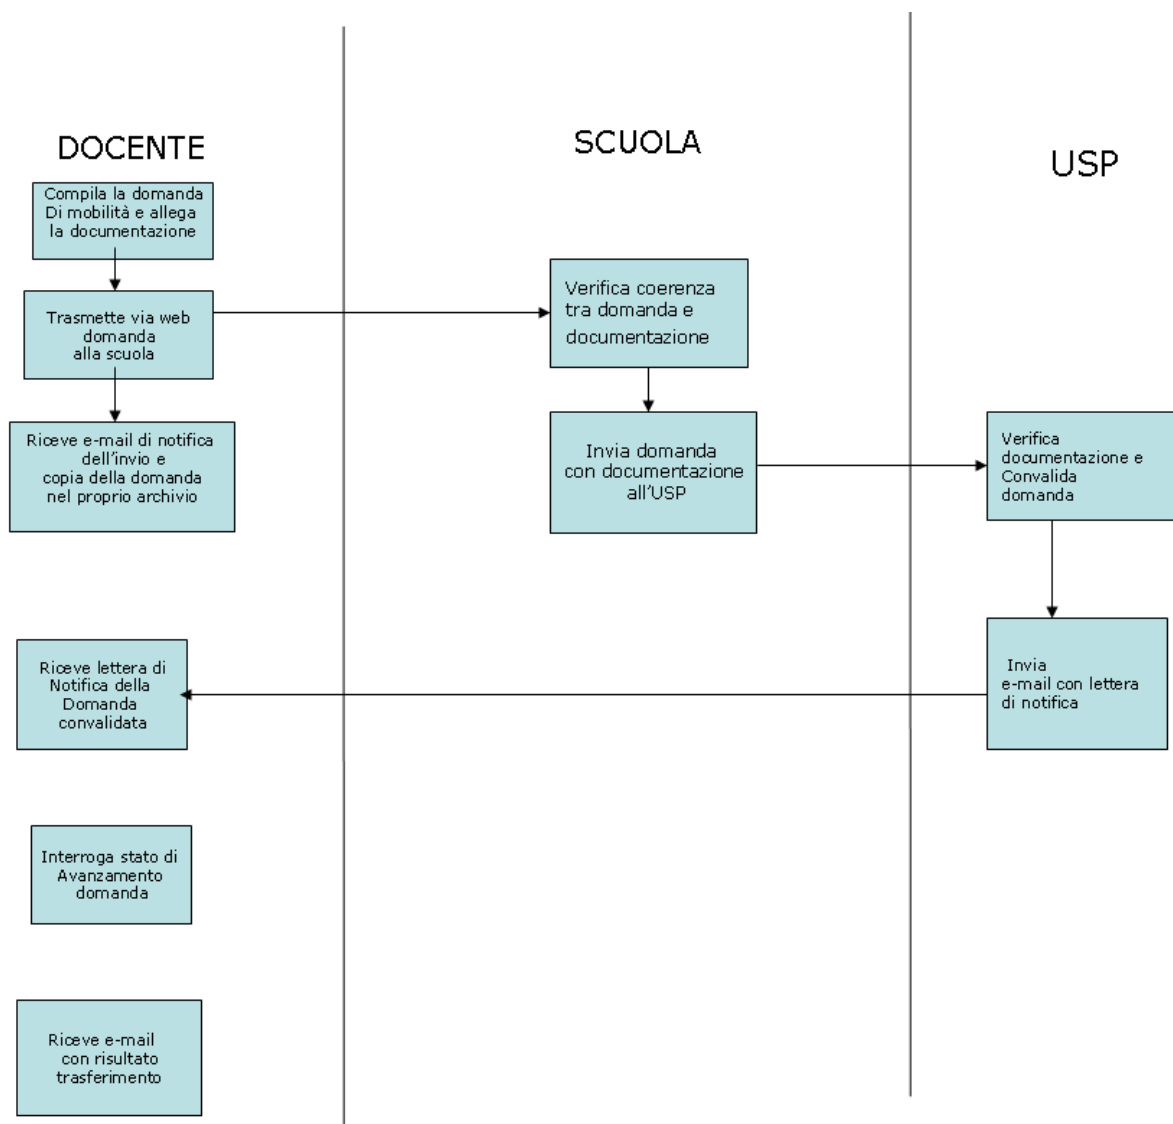 DOCENTE
SCUOLA
USP
Compila la domanda
Di mobilità e allega
la documentazione
Trasmette via web
domanda
alla scuola
Riceve e-mail di notifica
dell'invio e
copia della domanda
nel proprio archivio
Verifica coerenza
tra domanda e
documentazione
Invia domanda
con documentazione
all'USP
Verifica
documentazione e
Convalida
domanda
Invia
e-mail con lettera
di notifica
Riceve lettera di
Notifica della
Domanda
convalidata
Interroga stato di
Avanzamento
domanda
Riceve e-mail
con risultato
trasferimento